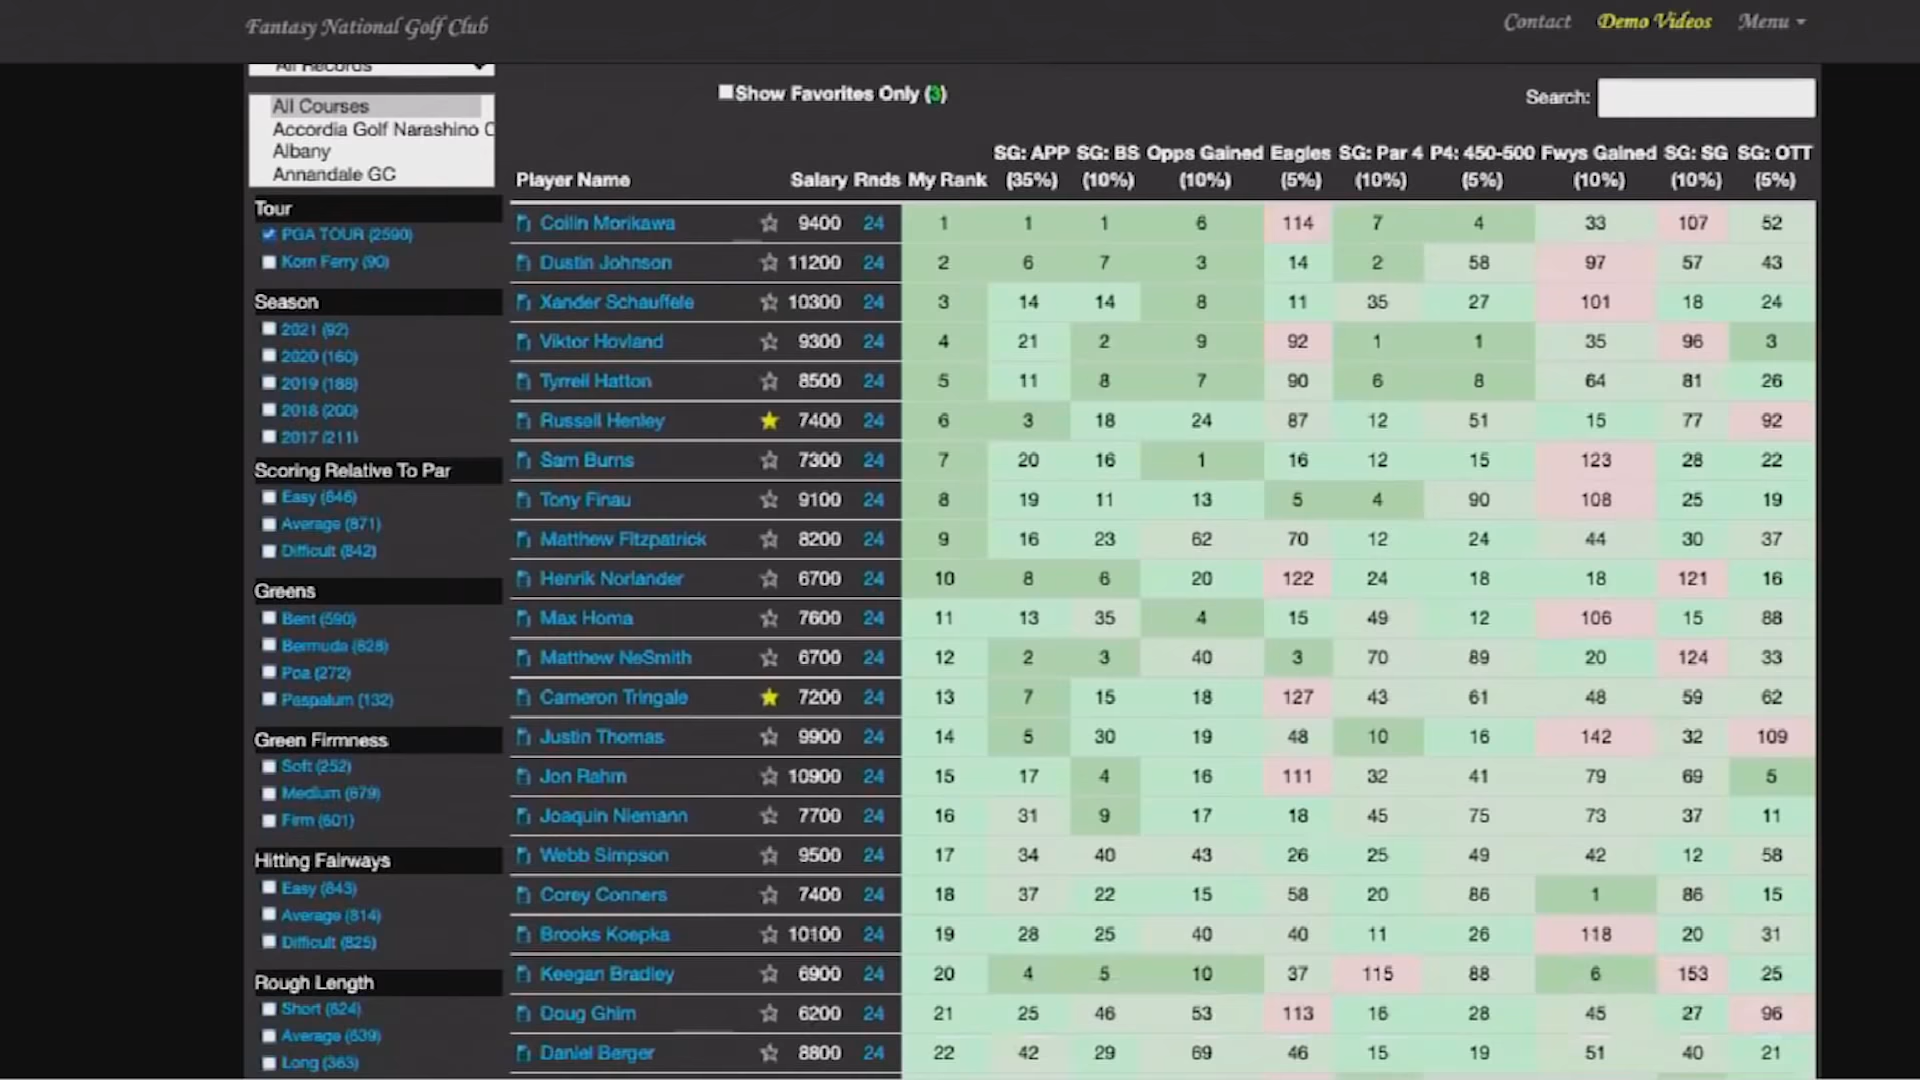 Fantasy National Golf Club
Contact Demo Videos Menu
All Records
All Courses
Accordia Golf Narashino C
Albany
Annandale GC
Tour
PGA TOUR (2590)
Korn Ferry (90)
Season
2021 (92)
2020 (160)
2019 (188)
2018 (200)
2017 (211)
Scoring Relative To Par
Easy (646)
Average (871)
Difficult (842)
Greens
Bent (590)
Bermuda (628)
Poa (272)
Paspalum (132)
Green Firmness
Soft (252)
Medium (679)
Firm (601)
Hitting Fairways
Easy (843)
Average (814)
Difficult (825)
Rough Length
Short (624)
Average (539)
Long (363)
Show Favorites Only (3)
Search:
Player Name Salary Rnds My Rank SG: APP (35%) SG: BS (10%) Opps Gained (10%) Eagles (5%) SG: Par 4 (10%) P4: 450-500 (5%) Fwys Gained (10%) SG: SG (10%) SG: OTT (5%)
Collin Morikawa 9400 24 1 1 1 6 114 7 4 33 107 52
Dustin Johnson 11200 24 2 6 7 3 14 2 58 97 57 43
Xander Schauffele 10300 24 3 14 14 8 11 35 27 101 18 24
Viktor Hovland 9300 24 4 21 2 9 92 1 1 35 96 3
Tyrrell Hatton 8500 24 5 11 8 7 90 6 8 64 81 26
Russell Henley 7400 24 6 3 18 24 87 12 51 15 77 92
Sam Burns 7300 24 7 20 16 1 16 12 15 123 28 22
Tony Finau 9100 24 8 19 11 13 5 4 90 108 25 19
Matthew Fitzpatrick 8200 24 9 16 23 62 70 12 24 44 30 37
Henrik Norlander 6700 24 10 8 6 20 122 24 18 18 121 16
Max Homa 7600 24 11 13 35 4 15 49 12 106 15 88
Matthew NeSmith 6700 24 12 2 3 40 3 70 89 20 124 33
Cameron Tringale 7200 24 13 7 15 18 127 43 61 48 59 62
Justin Thomas 9900 24 14 5 30 19 48 10 16 142 32 109
Jon Rahm 10900 24 15 17 4 16 111 32 41 79 69 5
Joaquin Niemann 7700 24 16 31 9 17 18 45 75 73 37 11
Webb Simpson 9500 24 17 34 40 43 26 25 49 42 12 58
Corey Conners 7400 24 18 37 22 15 58 20 86 1 86 15
Brooks Koepka 10100 24 19 28 25 40 40 11 26 118 20 31
Keegan Bradley 6900 24 20 4 5 10 37 115 88 6 153 25
Doug Ghim 6200 24 21 25 46 53 113 16 28 45 27 96
Daniel Berger 8800 24 22 42 29 69 46 15 19 51 40 21